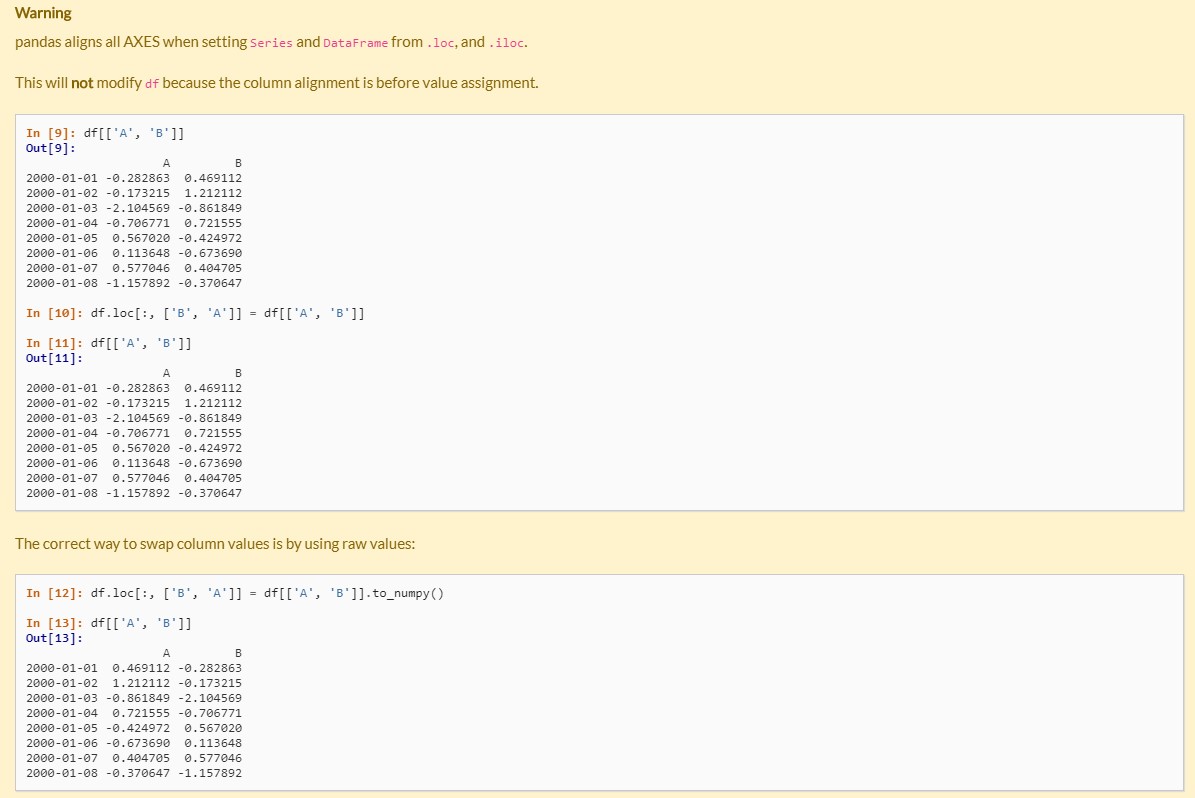 Warning
pandas aligns all AXES when setting Series and DataFrame from .loc, and .iloc.
This will not modify df because the column alignment is before value assignment.
In [9]: df[['A', 'B']]
Out[9]:
                   A         B
2000-01-01 -0.282863  0.469112
2000-01-02 -0.173215  1.212112
2000-01-03 -2.104569 -0.861849
2000-01-04 -0.706771  0.721555
2000-01-05  0.567020 -0.424972
2000-01-06  0.113648 -0.673690
2000-01-07  0.577046  0.404705
2000-01-08 -1.157892 -0.370647
In [10]: df.loc[:, ['B', 'A']] = df[['A', 'B']]
In [11]: df[['A', 'B']]
Out[11]:
                   A         B
2000-01-01 -0.282863  0.469112
2000-01-02 -0.173215  1.212112
2000-01-03 -2.104569 -0.861849
2000-01-04 -0.706771  0.721555
2000-01-05  0.567020 -0.424972
2000-01-06  0.113648 -0.673690
2000-01-07  0.577046  0.404705
2000-01-08 -1.157892 -0.370647
The correct way to swap column values is by using raw values:
In [12]: df.loc[:, ['B', 'A']] = df[['A', 'B']].to_numpy()
In [13]: df[['A', 'B']]
Out[13]:
                   A         B
2000-01-01  0.469112 -0.282863
2000-01-02  1.212112 -0.173215
2000-01-03 -0.861849 -2.104569
2000-01-04  0.721555 -0.706771
2000-01-05 -0.424972  0.567020
2000-01-06 -0.673690  0.113648
2000-01-07  0.404705  0.577046
2000-01-08 -0.370647 -1.157892